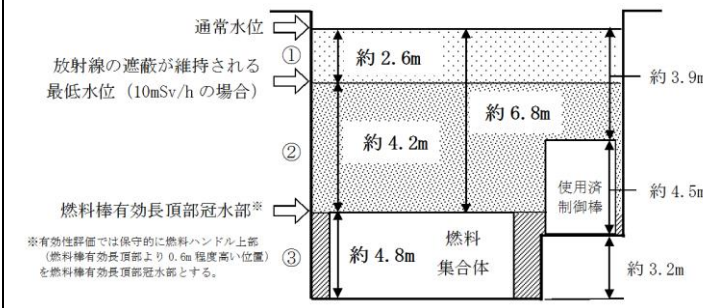 通常水位
①
約 2.6m
放射線の遮蔽が維持される
最低水位（10mSv/h の場合）
約 3.9m
約 6.8m
②
約 4.2m
使用済
制御棒
約 4.5m
燃料棒有効長頂部冠水部※
※有効性評価では保守的に燃料ハンドル上部
（燃料棒有効長頂部より 0.6m 程度高い位置）
を燃料棒有効長頂部冠水部とする。
③
約 4.8m
燃料
集合体
約 3.2m